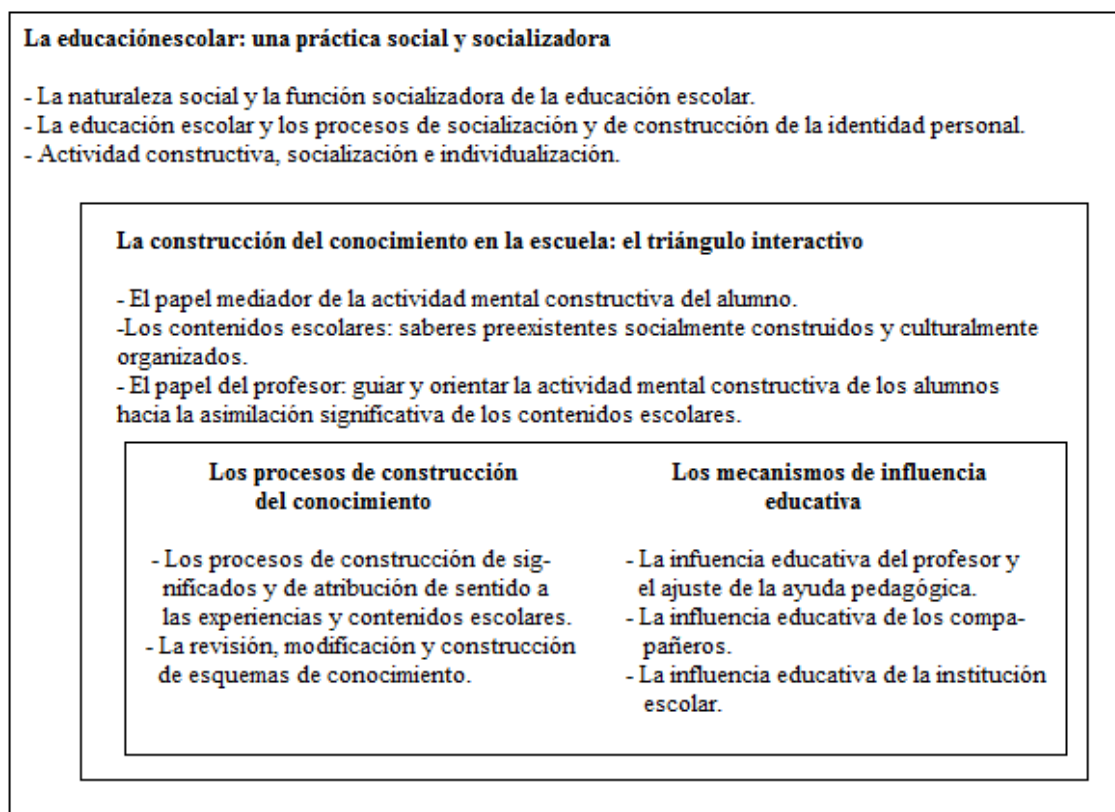 La educaciónescolar: una práctica social y socializadora
- La naturaleza social y la función socializadora de la educación escolar.
- La educación escolar y los procesos de socialización y de construcción de la identidad personal.
- Actividad constructiva, socialización e individualización.
La construcción del conocimiento en la escuela: el triángulo interactivo
- El papel mediador de la actividad mental constructiva del alumno.
-Los contenidos escolares: saberes preexistentes socialmente construidos y culturalmente
organizados.
- El papel del profesor: guiar y orientar la actividad mental constructiva de los alumnos
hacia la asimilación significativa de los contenidos escolares.
Los procesos de construcción
del conocimiento
- Los procesos de construcción de sig-
nificados y de atribución de sentido a
las experiencias y contenidos escolares.
- La revisión, modificación y construcción
de esquemas de conocimiento.
Los mecanismos de influencia
educativa
- La infuencia educativa del profesor y
el ajuste de la ayuda pedagógica.
- La influencia educativa de los compa-
pañeros.
- La influencia educativa de la institución
escolar.